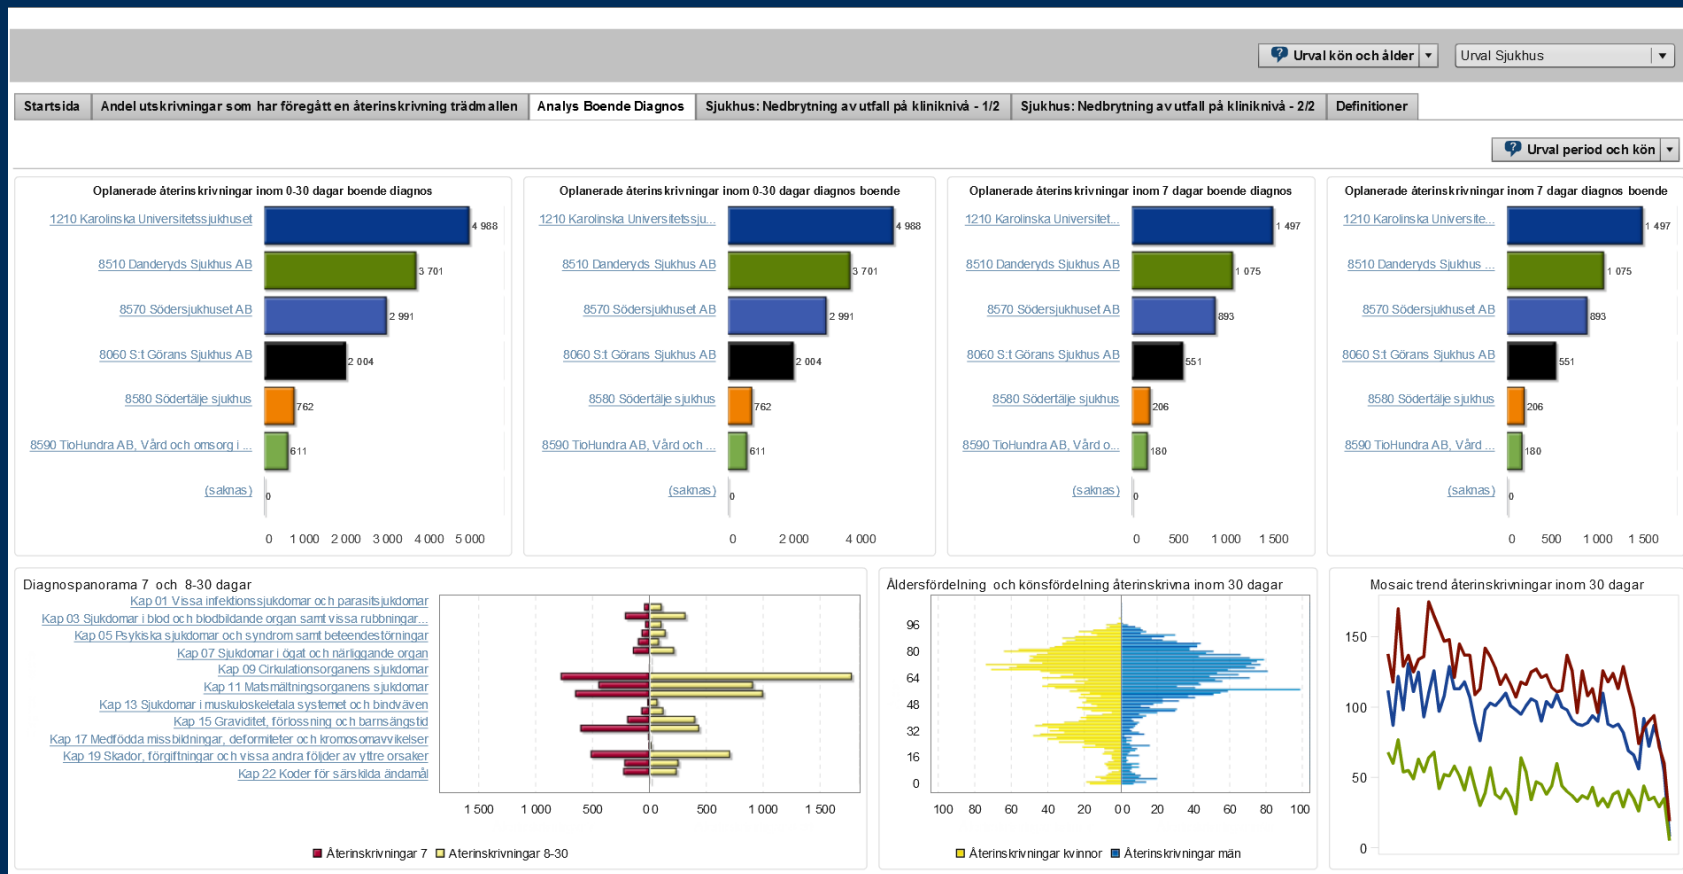 Urval kön och ålder
Urval Sjukhus
Startsida
Andel utskrivningar som har föregått en återinskrivning trädmallen
Analys Boende Diagnos
Sjukhus: Nedbrytning av utfall på kliniknivå - 1/2
Sjukhus: Nedbrytning av utfall på kliniknivå - 2/2
Definitioner
Urval period och kön
Oplanerade återinskrivningar inom 0-30 dagar boende diagnos
1210 Karolinska Universitetssjukhuset
4 988
8510 Danderyds Sjukhus AB
3 701
8570 Södersjukhuset AB
2 991
8060 S:t Görans Sjukhus AB
2 004
8580 Södertälje sjukhus
762
8590 TioHundra AB, Vård och omsorg i ...
611
(saknas)
0
0 1 000 2 000 3 000 4 000 5 000
Oplanerade återinskrivningar inom 0-30 dagar diagnos boende
1210 Karolinska Universitetssju...
4 988
8510 Danderyds Sjukhus AB
3 701
8570 Södersjukhuset AB
2 991
8060 S:t Görans Sjukhus AB
2 004
8580 Södertälje sjukhus
762
8590 TioHundra AB, Vård och ...
611
(saknas)
0
0 2 000 4 000
Oplanerade återinskrivningar inom 7 dagar boende diagnos
1210 Karolinska Universitet...
1 497
8510 Danderyds Sjukhus AB
1 075
8570 Södersjukhuset AB
893
8060 S:t Görans Sjukhus AB
551
8580 Södertälje sjukhus
206
8590 TioHundra AB, Vård o...
180
(saknas)
0
0 500 1 000 1 500
Oplanerade återinskrivningar inom 7 dagar diagnos boende
1210 Karolinska Universite...
1 497
8510 Danderyds Sjukhus ...
1 075
8570 Södersjukhuset AB
893
8060 S:t Görans Sjukhus AB
551
8580 Södertälje sjukhus
206
8590 TioHundra AB, Vård ...
180
(saknas)
0
0 500 1 000 1 500
Diagnospanorama 7 och 8-30 dagar
Kap 01 Vissa infektionssjukdomar och parasitsjukdomar
Kap 03 Sjukdomar i blod och blodbildande organ samt vissa rubbningar...
Kap 05 Psykiska sjukdomar och syndrom samt beteendestörningar
Kap 07 Sjukdomar i ögat och närliggande organ
Kap 09 Cirkulationsorganens sjukdomar
Kap 11 Matsmältningsorganens sjukdomar
Kap 13 Sjukdomar i muskuloskeletala systemet och bindväven
Kap 15 Graviditet, förlossning och barnsängstid
Kap 17 Medfödda missbildningar, deformiteter och kromosomavvikelser
Kap 19 Skador, förgiftningar och vissa andra följder av yttre orsaker
Kap 22 Koder för särskilda ändamål
1 500 1 000 500 0 0 500 1 000 1 500
Återinskrivningar 7 Återinskrivningar 8-30
Åldersfördelning och könsfördelning återinskrivna inom 30 dagar
96
80
64
48
32
16
0
100 80 60 40 20 0 0 20 40 60 80 100
Återinskrivningar kvinnor Återinskrivningar män
Mosaic trend återinskrivningar inom 30 dagar
150
100
50
0